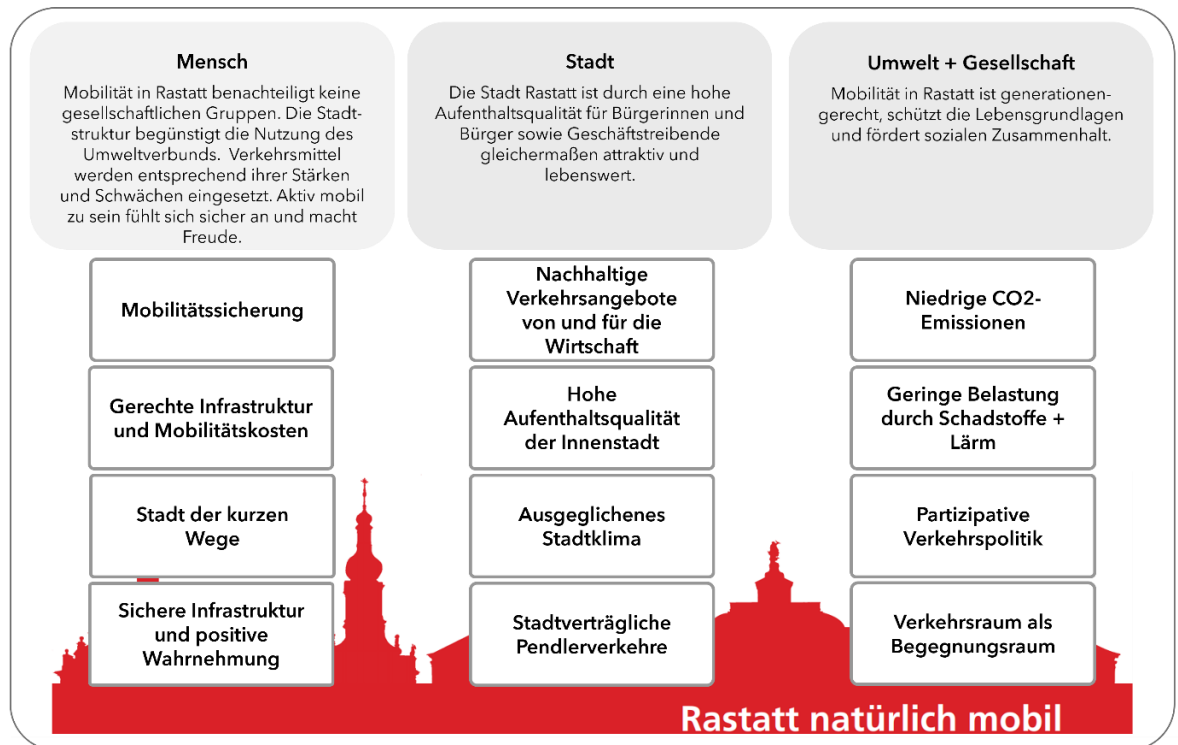 Mensch
Mobilität in Rastatt benachteiligt keine
gesellschaftlichen Gruppen. Die Stadt-
struktur begünstigt die Nutzung des
Umweltverbunds.  Verkehrsmittel
werden entsprechend ihrer Stärken
und Schwächen eingesetzt. Aktiv mobil
zu sein fühlt sich sicher an und macht
Freude.
Mobilitätssicherung
Gerechte Infrastruktur
und Mobilitätskosten
Stadt der kurzen
Wege
Sichere Infrastruktur
und positive
Wahrnehmung
Stadt
Die Stadt Rastatt ist durch eine hohe
Aufenthaltsqualität für Bürgerinnen und
Bürger sowie Geschäftstreibende
gleichermaßen attraktiv und
lebenswert.
Nachhaltige
Verkehrsangebote
von und für die
Wirtschaft
Hohe
Aufenthaltsqualität
der Innenstadt
Ausgeglichenes
Stadtklima
Stadtverträgliche
Pendlerverkehre
Umwelt + Gesellschaft
Mobilität in Rastatt ist generationen-
gerecht, schützt die Lebensgrundlagen
und fördert sozialen Zusammenhalt.
Niedrige CO2-
Emissionen
Geringe Belastung
durch Schadstoffe +
Lärm
Partizipative
Verkehrspolitik
Verkehrsraum als
Begegnungsraum
Rastatt natürlich mobil